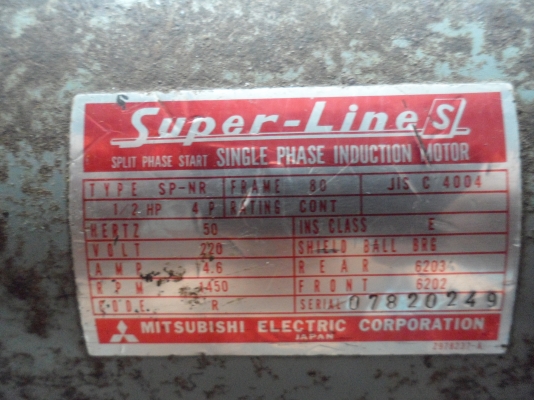 Super-Line S
SPLIT PHASE START SINGLE PHASE INDUCTION MOTOR
TYPE SP-NR FRAME 80 JIS C 4004
1/2 HP 4 P RATING CONT
HERTZ 50 INS CLASS E
VOLT 220 SHIELD BALL BRG
AMP 4.6 REAR 6203
RPM 1450 FRONT 6202
CODE R SERIAL 07820249
MITSUBISHI ELECTRIC CORPORATION
JAPAN